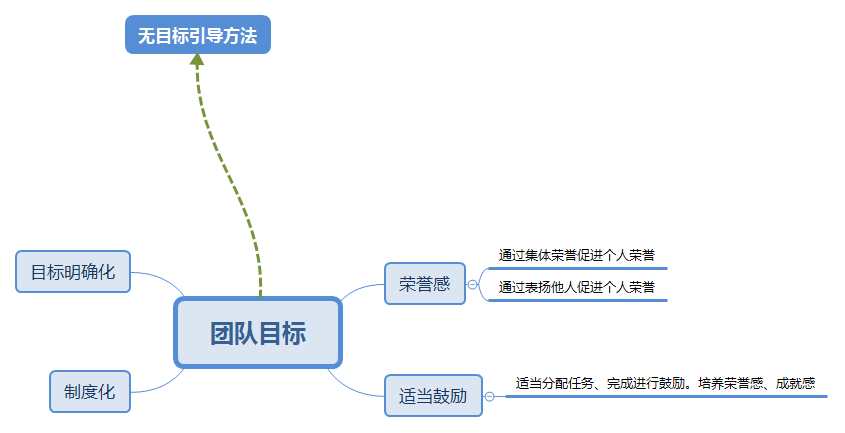 无目标引导方法
目标明确化
团队目标
制度化
荣誉感
通过集体荣誉促进个人荣誉
通过表扬他人促进个人荣誉
适当鼓励
适当分配任务、完成进行鼓励。培养荣誉感、成就感